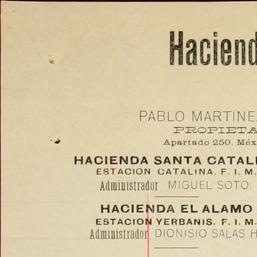 Haciend
PABLO MARTINE
PROPIETA
Apartado 250. Méx
HACIENDA SANTA CATALI
ESTACION CATALINA. F. I. M.
Administrador MIGUEL SOTO.
HACIENDA EL ALAMO
ESTACION YERBANIS. F. I. M.
Administrador DIONISIO SALAS H